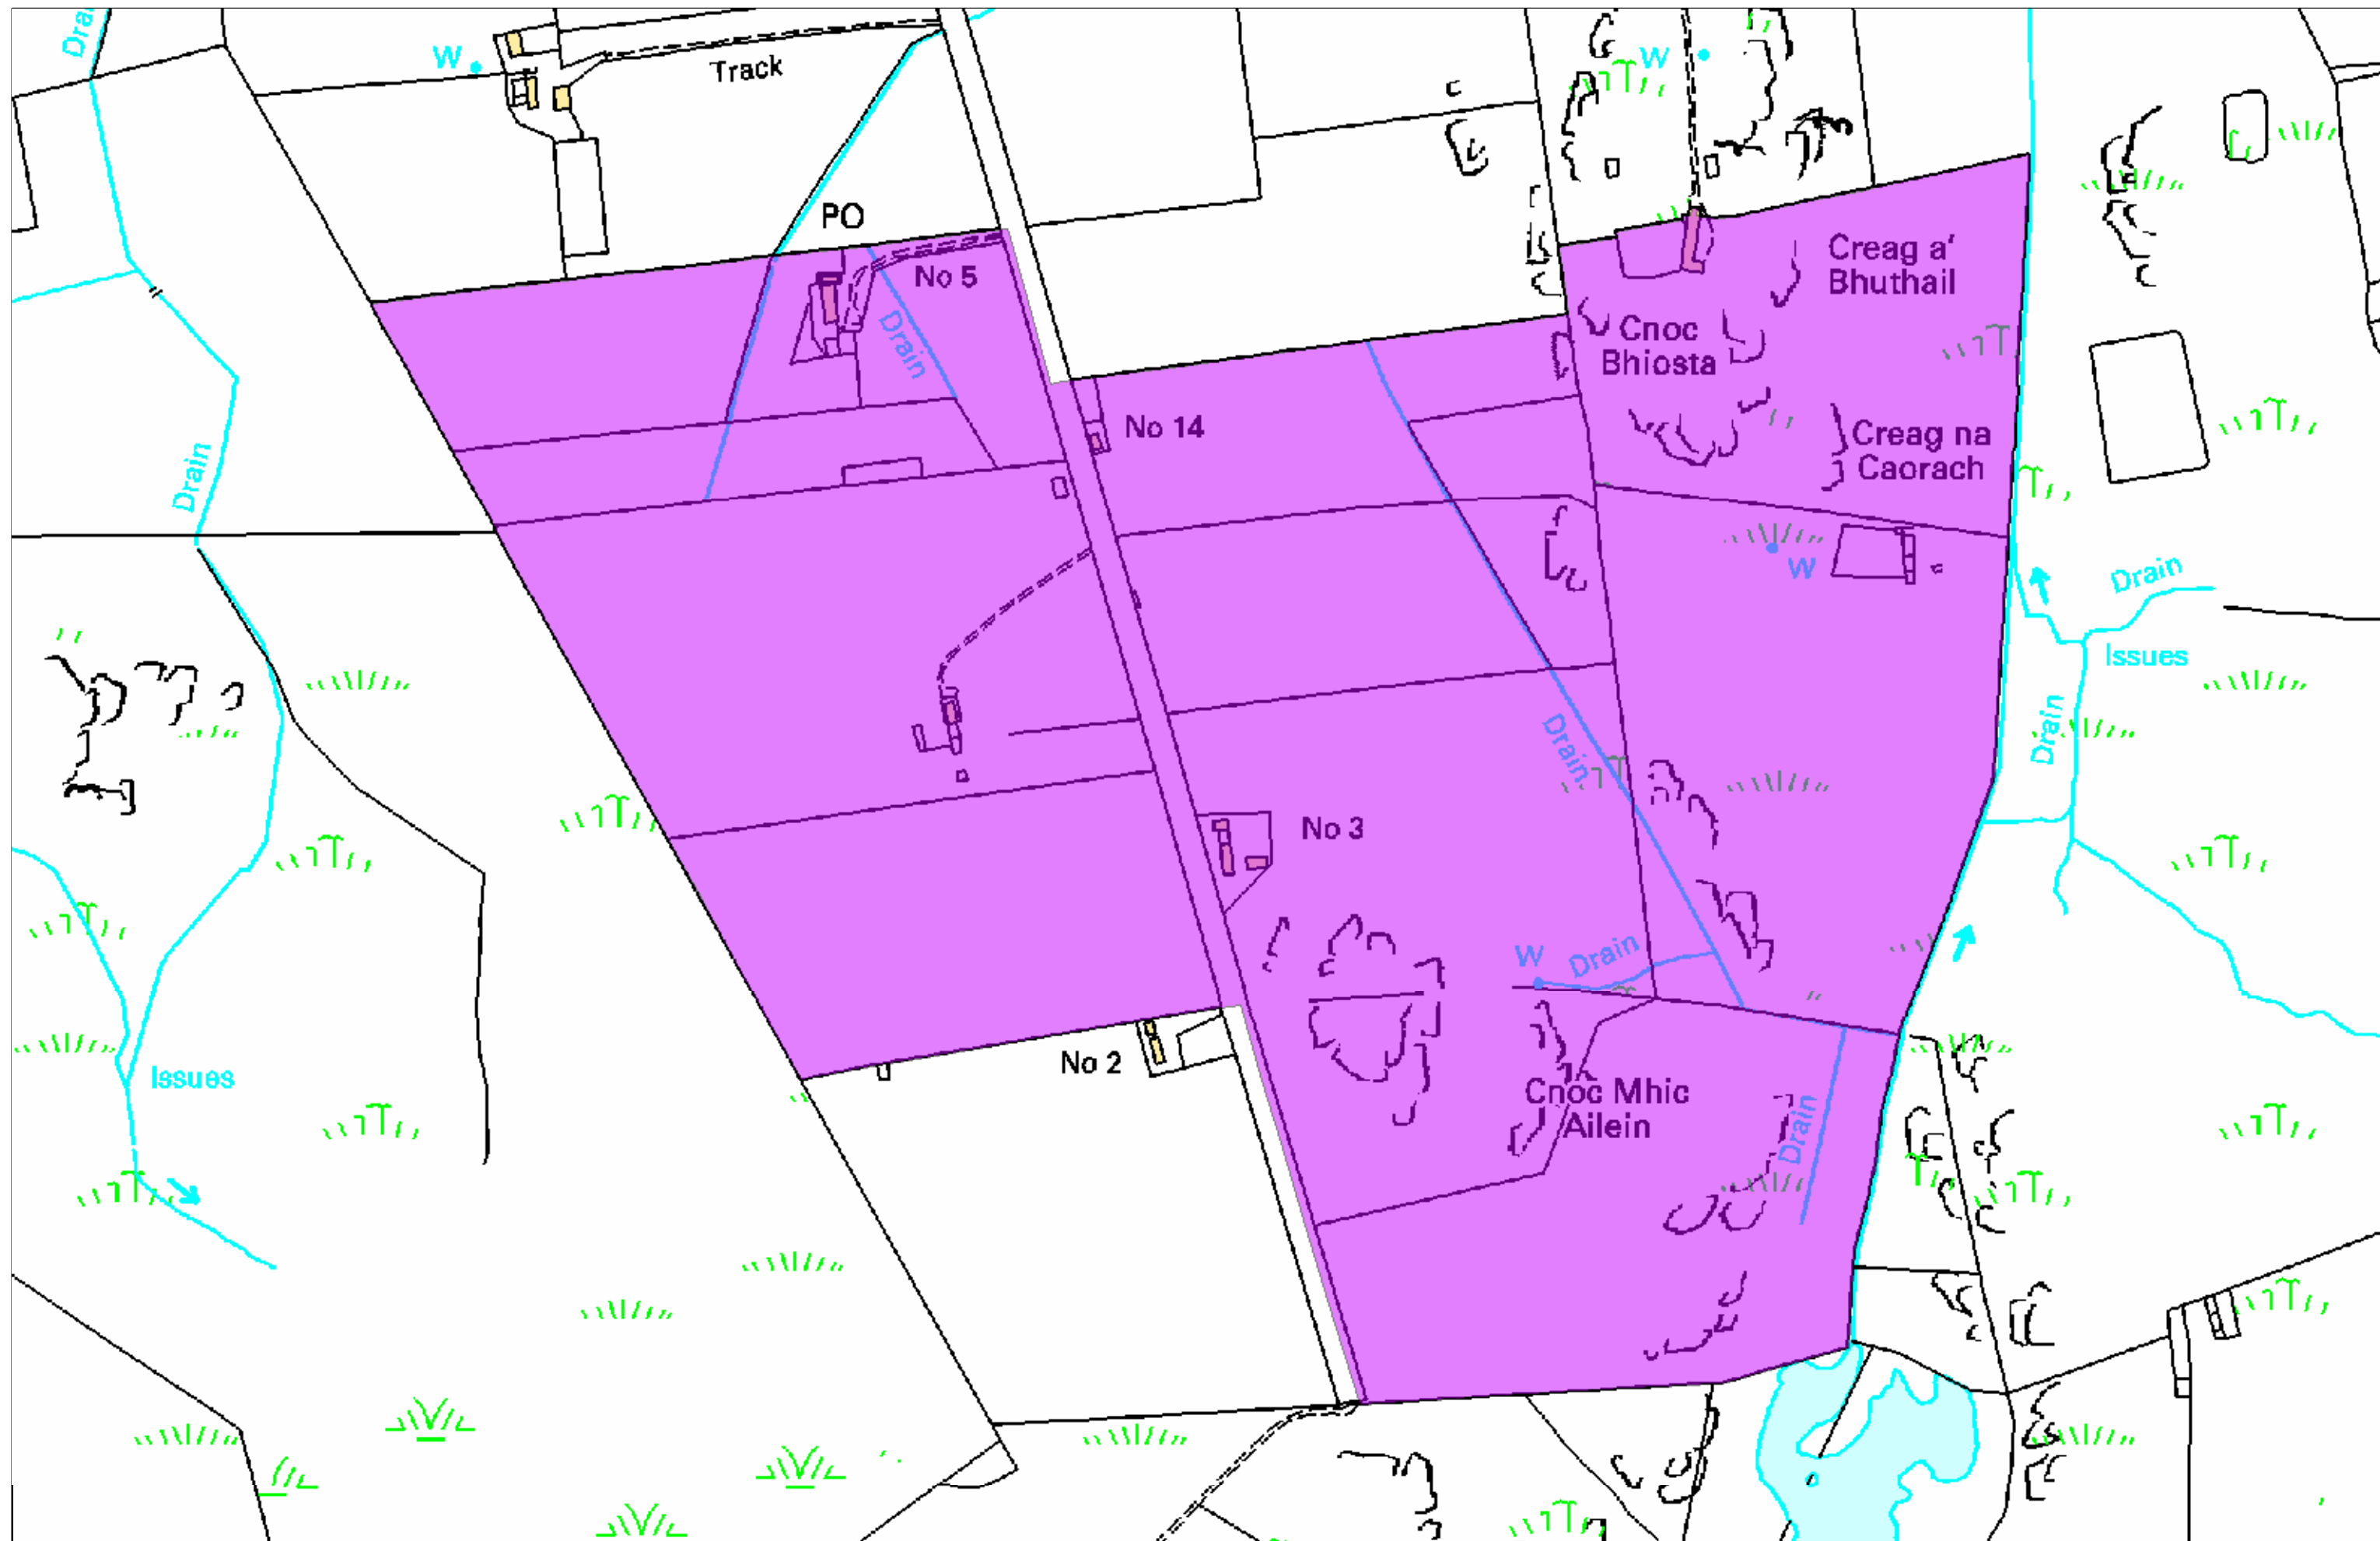 Drai
W
Track
W
PO
No 5
Creag a'
Bhuthail
Drain
Cnoc
Bhiosta
No 14
Creag na
Caorach
Drain
W
Drain
Issues
Drain
Drain
No 3
W
Drain
No 2
Issues
Cnoc Mhic
Ailein
Drain